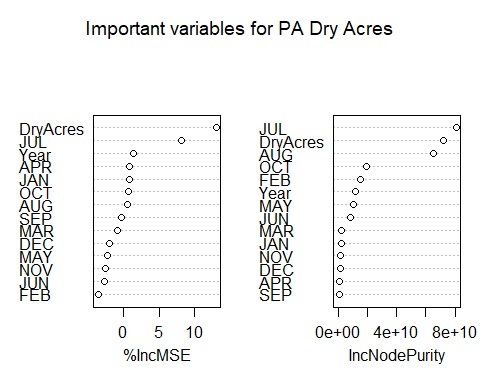 Important variables for PA Dry Acres
DryAcres
JUL
Year
APR
JAN
OCT
AUG
SEP
MAR
DEC
MAY
NOV
JUN
FEB
0 5 10
%IncMSE
JUL
DryAcres
AUG
OCT
FEB
Year
MAY
JUN
MAR
JAN
NOV
DEC
APR
SEP
0e+00 4e+10 8e+10
IncNodePurity